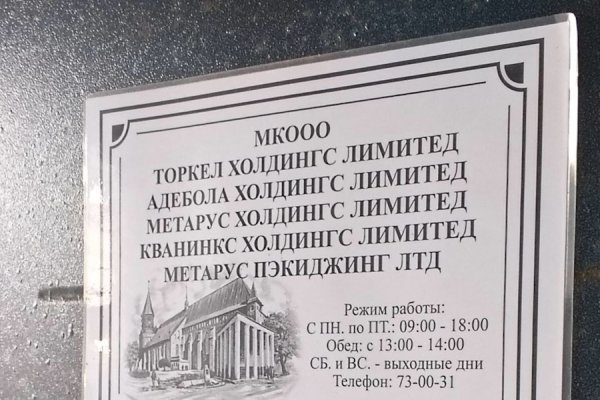 МКООО
ТОРКЕЛ ХОЛДИНГС ЛИМИТЕД
АДЕБОЛА ХОЛДИНГС ЛИМИТЕД
МЕТАРУС ХОЛДИНГС ЛИМИТЕД
КВАНИНКС ХОЛДИНГС ЛИМИТЕД
МЕТАРУС ПЭКИДЖИНГ ЛТД
Режим работы:
С ПН. по ПТ.: 09:00 - 18:00
Обед: с 13:00 - 14:00
СБ. и ВС. - выходные дни
Телефон: 73-00-31